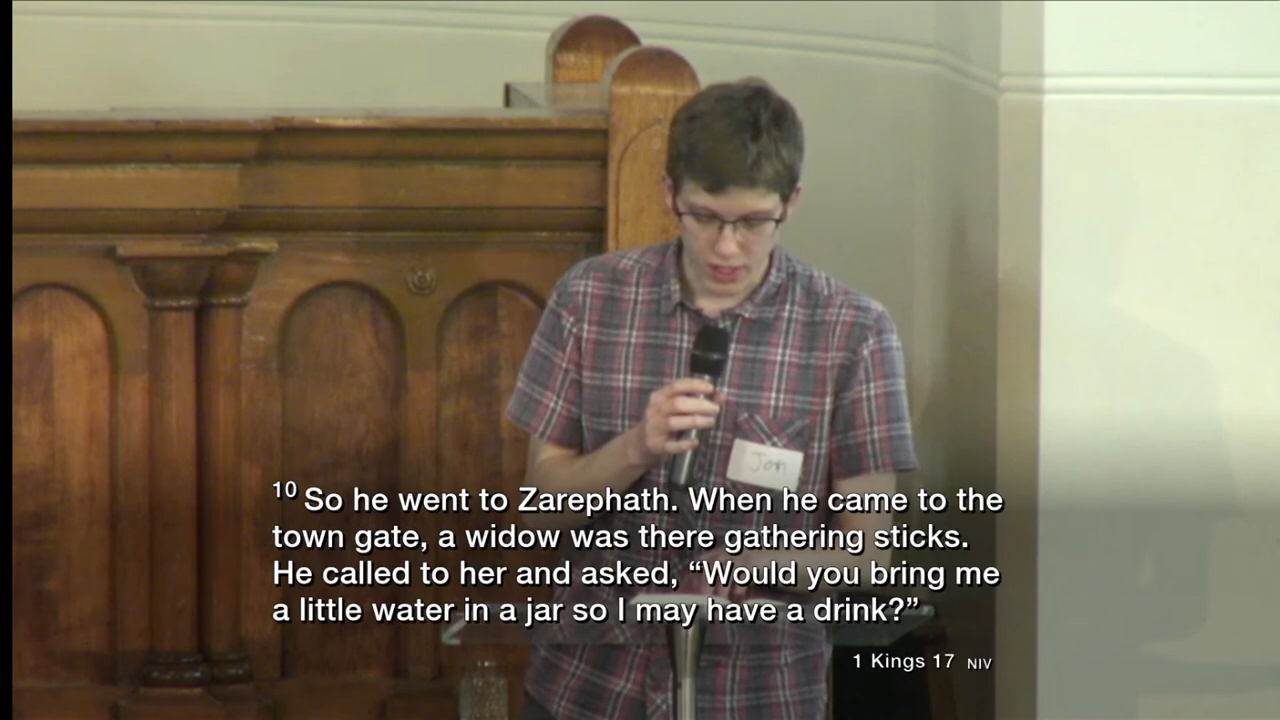 Jon
10 So he went to Zarephath. When he came to the
town gate, a widow was there gathering sticks.
He called to her and asked, “Would you bring me
a little water in a jar so I may have a drink?”
1 Kings 17 NIV